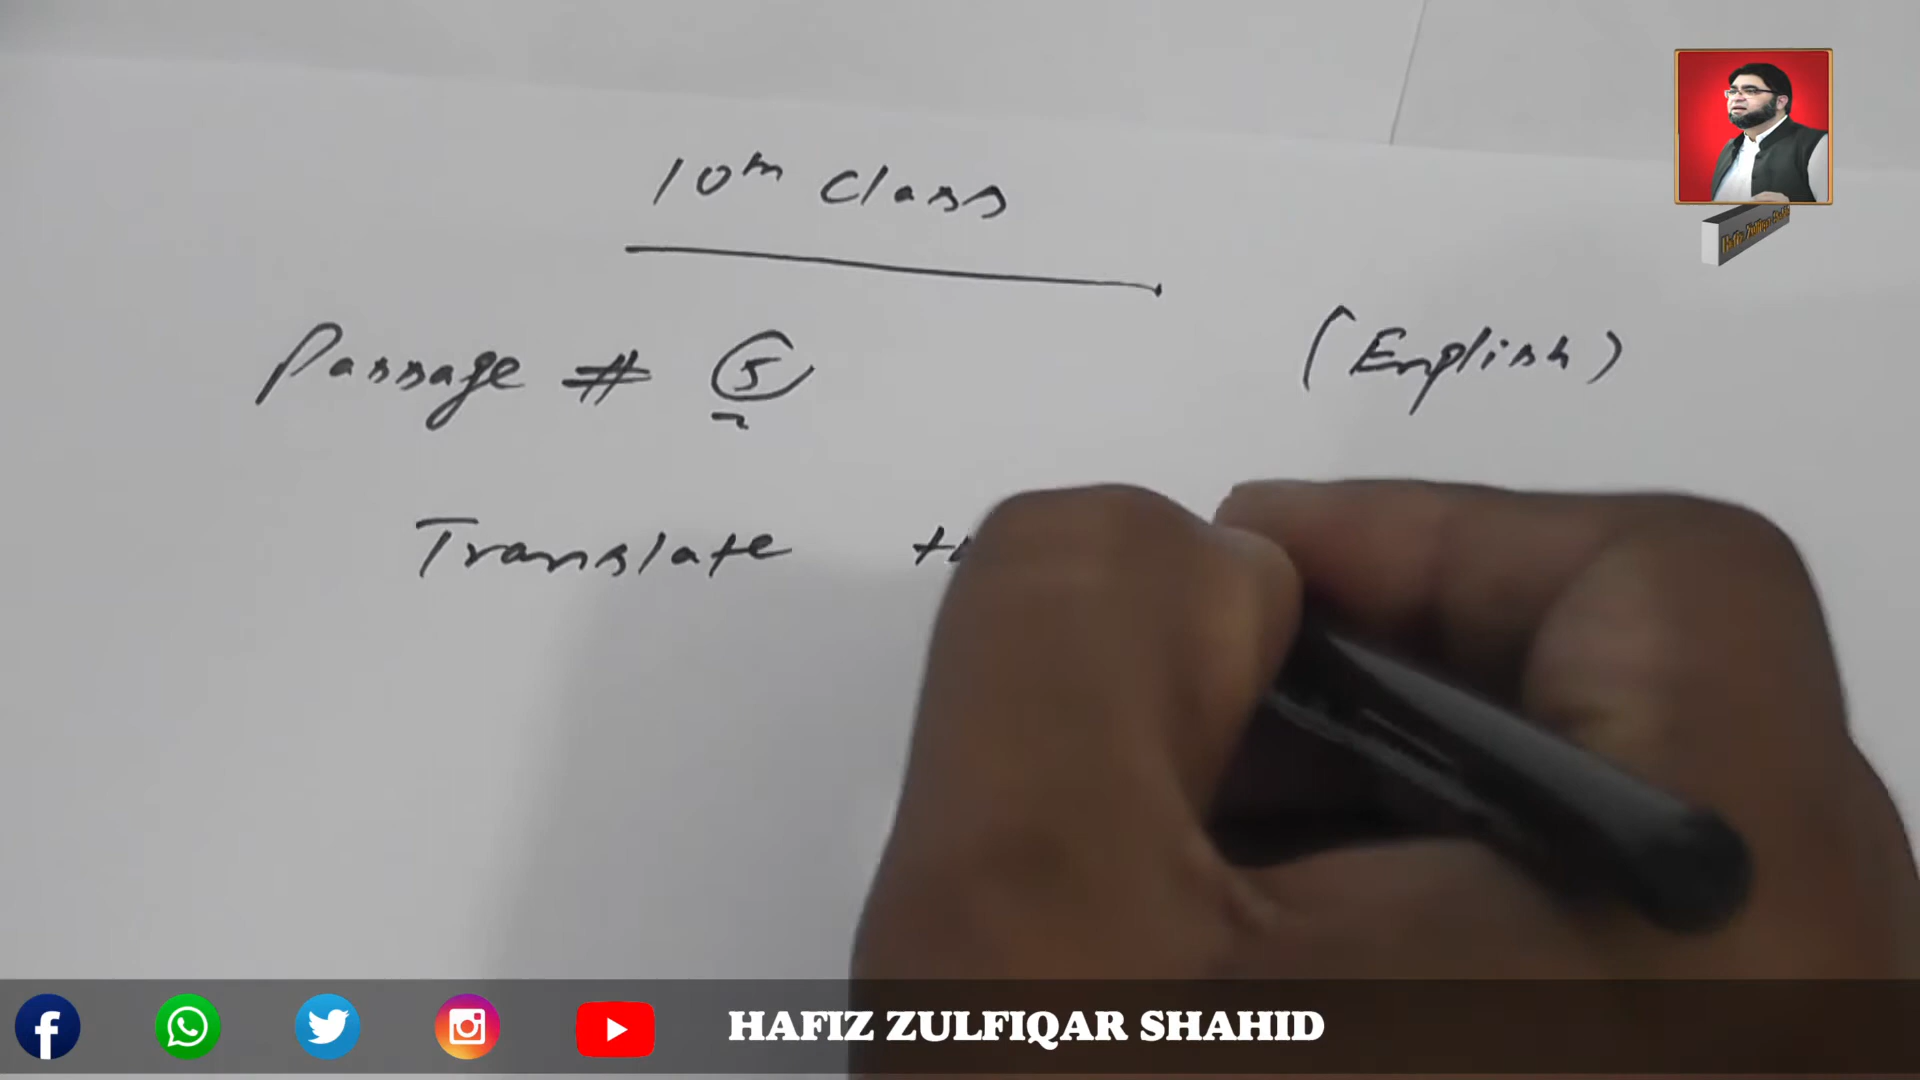 10th Class
Passage # 5
(English)
Translate
HAFIZ ZULFIQAR SHAHID